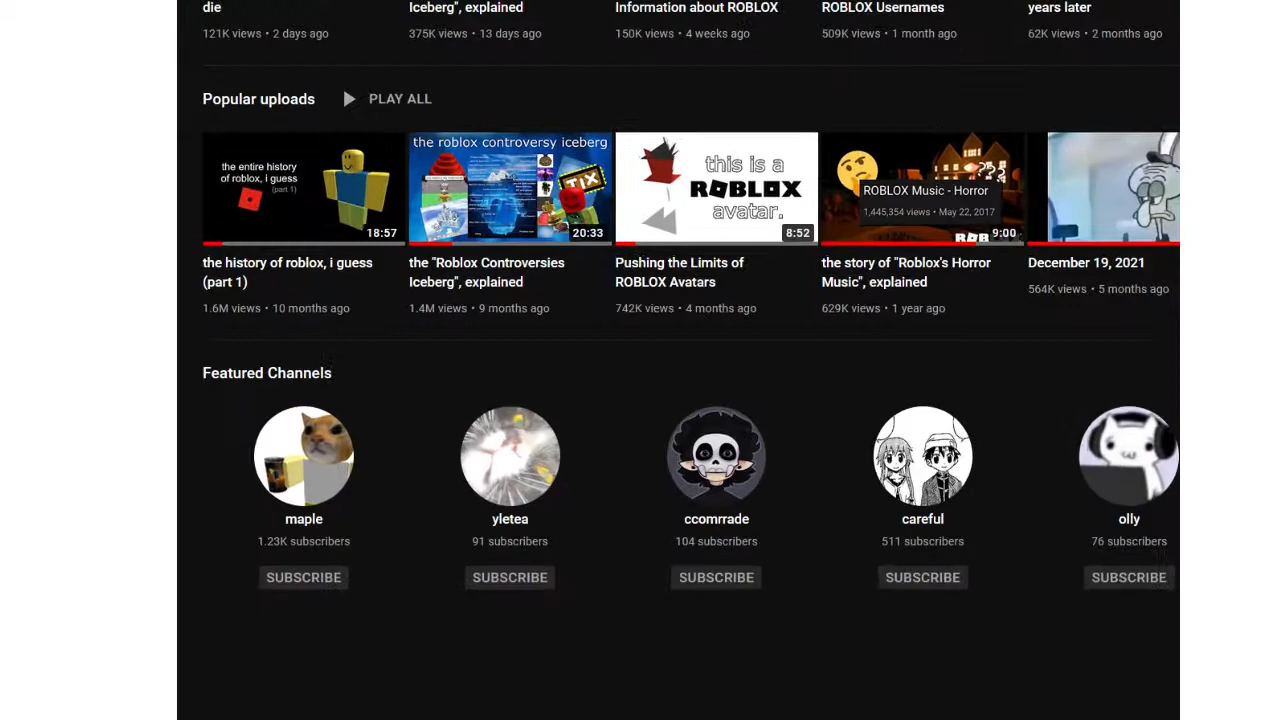 die
Iceberg", explained
Information about ROBLOX
ROBLOX Usernames
years later
121K views • 2 days ago
375K views • 13 days ago
150K views • 4 weeks ago
509K views • 1 month ago
62K views • 2 months ago
Popular uploads
PLAY ALL
the entire history
of roblox, i guess
(part 1)
18:57
the roblox controversy iceberg
TIX
20:33
this is a
ROBLOX
avatar.
8:52
ROBLOX Music - Horror
1,445,354 views • May 22, 2017
9:00
the history of roblox, i guess
(part 1)
1.6M views • 10 months ago
the "Roblox Controversies
Iceberg", explained
1.4M views • 9 months ago
Pushing the Limits of
ROBLOX Avatars
742K views • 4 months ago
the story of "Roblox's Horror
Music", explained
629K views • 1 year ago
December 19, 2021
564K views • 5 months ago
Featured Channels
maple
1.23K subscribers
SUBSCRIBE
yletea
91 subscribers
SUBSCRIBE
ccomrrade
104 subscribers
SUBSCRIBE
careful
511 subscribers
SUBSCRIBE
olly
76 subscribers
SUBSCRIBE